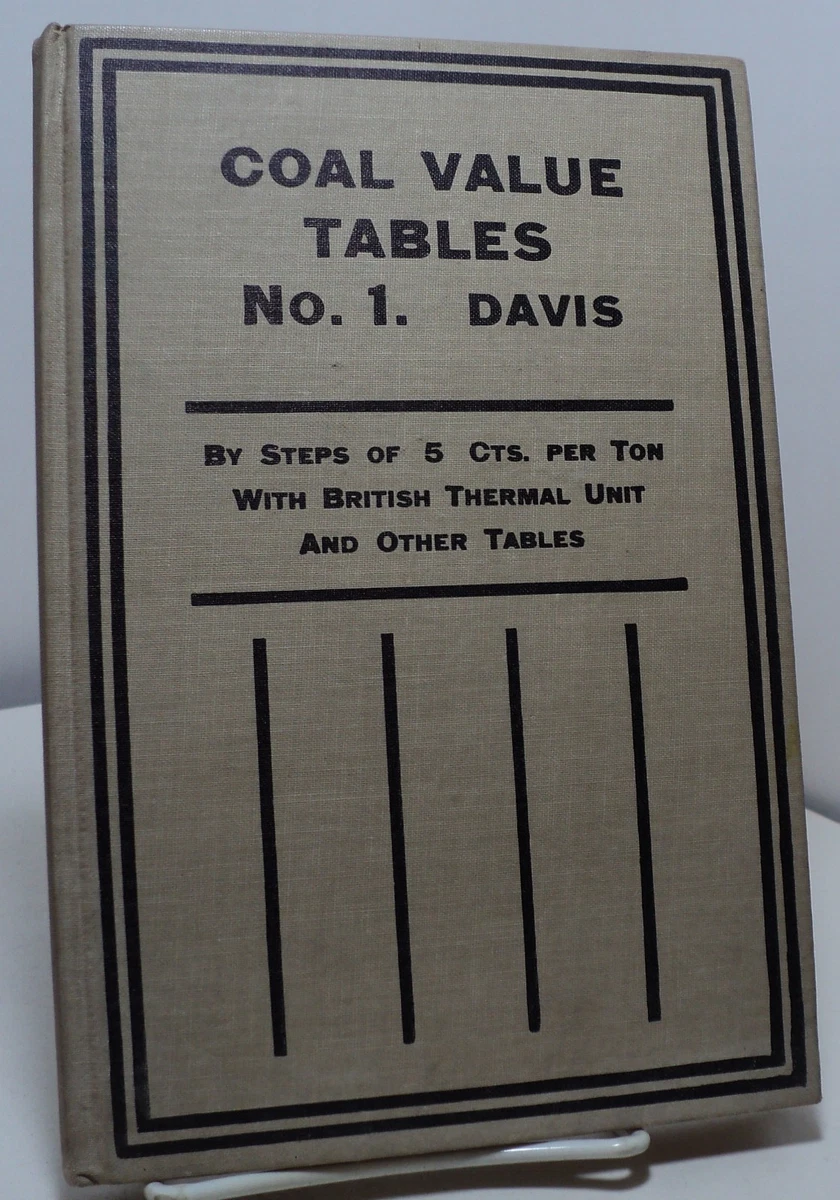 COAL VALUE
TABLES
No. 1. DAVIS
By Steps of 5 Cts. per Ton
With British Thermal Unit
And Other Tables